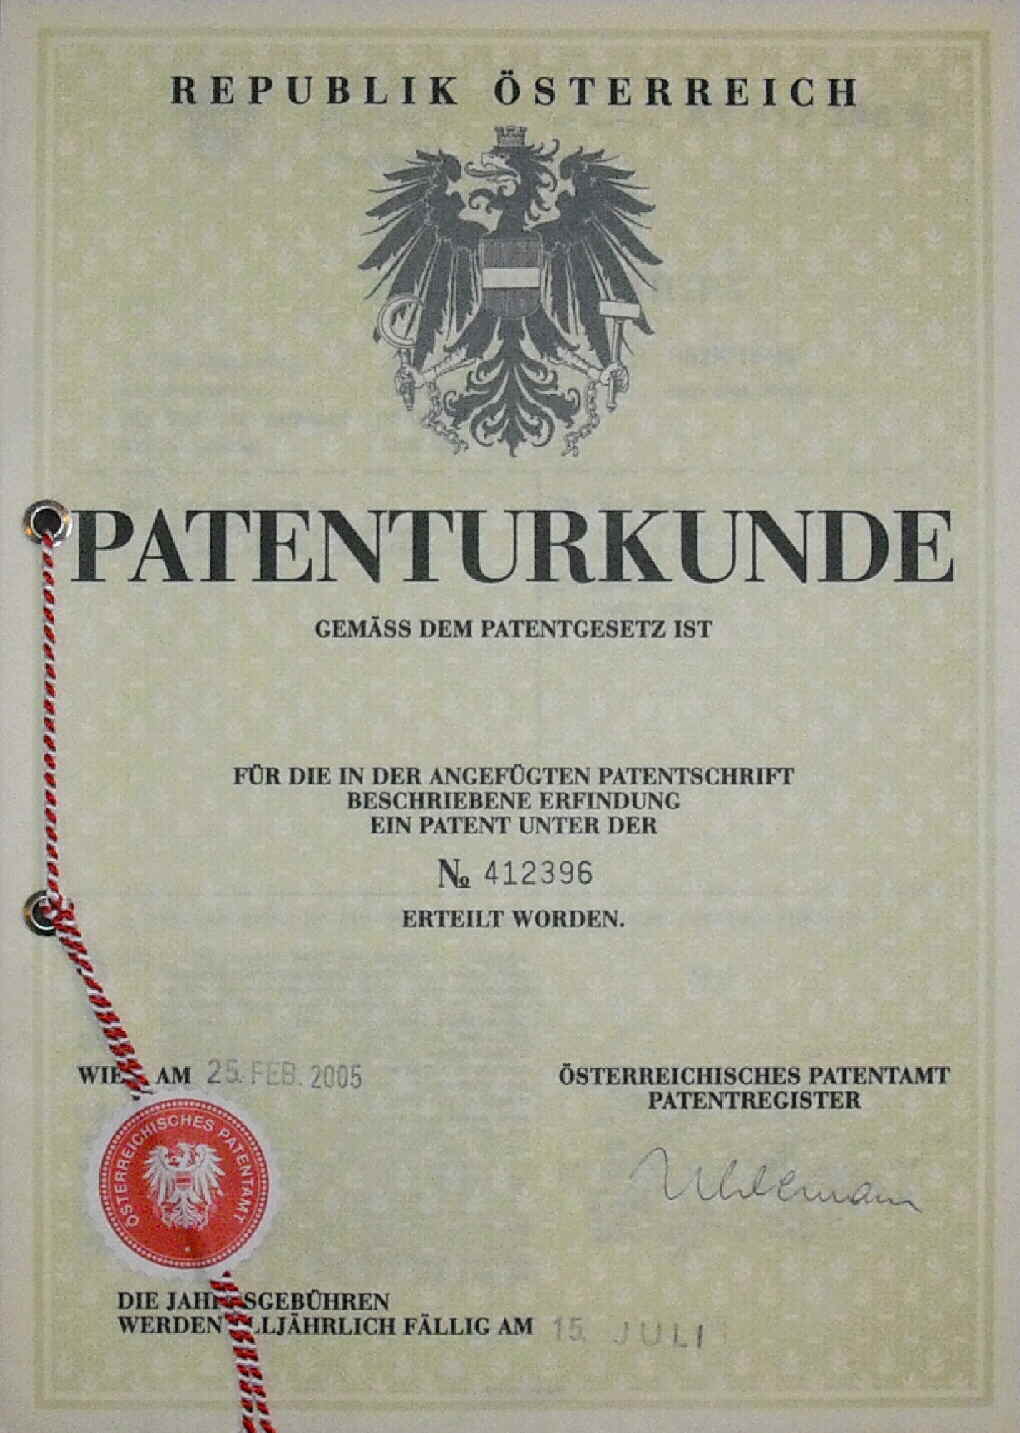 REPUBLIK ÖSTERREICH
PATENTURKUNDE
GEMÄSS DEM PATENTGESETZ IST
FÜR DIE IN DER ANGEFÜGTEN PATENTSCHRIFT
BESCHRIEBENE ERFINDUNG
EIN PATENT UNTER DER
No 412396
ERTEILT WORDEN.
WIEN, AM 25. FEB. 2005
ÖSTERREICHISCHES PATENTAMT
PATENTREGISTER
ÖSTERREICHISCHES PATENTAMT
DIE JAHRESGEBÜHREN
WERDEN ALLJÄHRLICH FÄLLIG AM 15. JULI